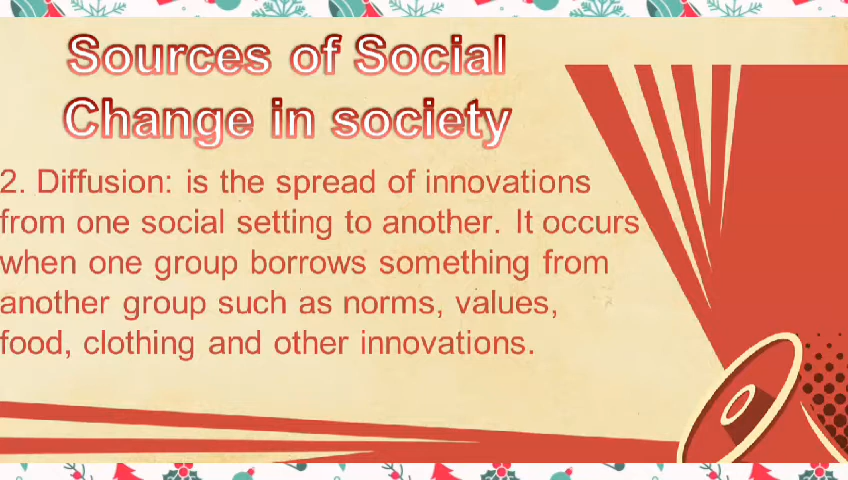 Sources of Social
Change in society
2. Diffusion: is the spread of innovations
from one social setting to another. It occurs
when one group borrows something from
another group such as norms, values,
food, clothing and other innovations.